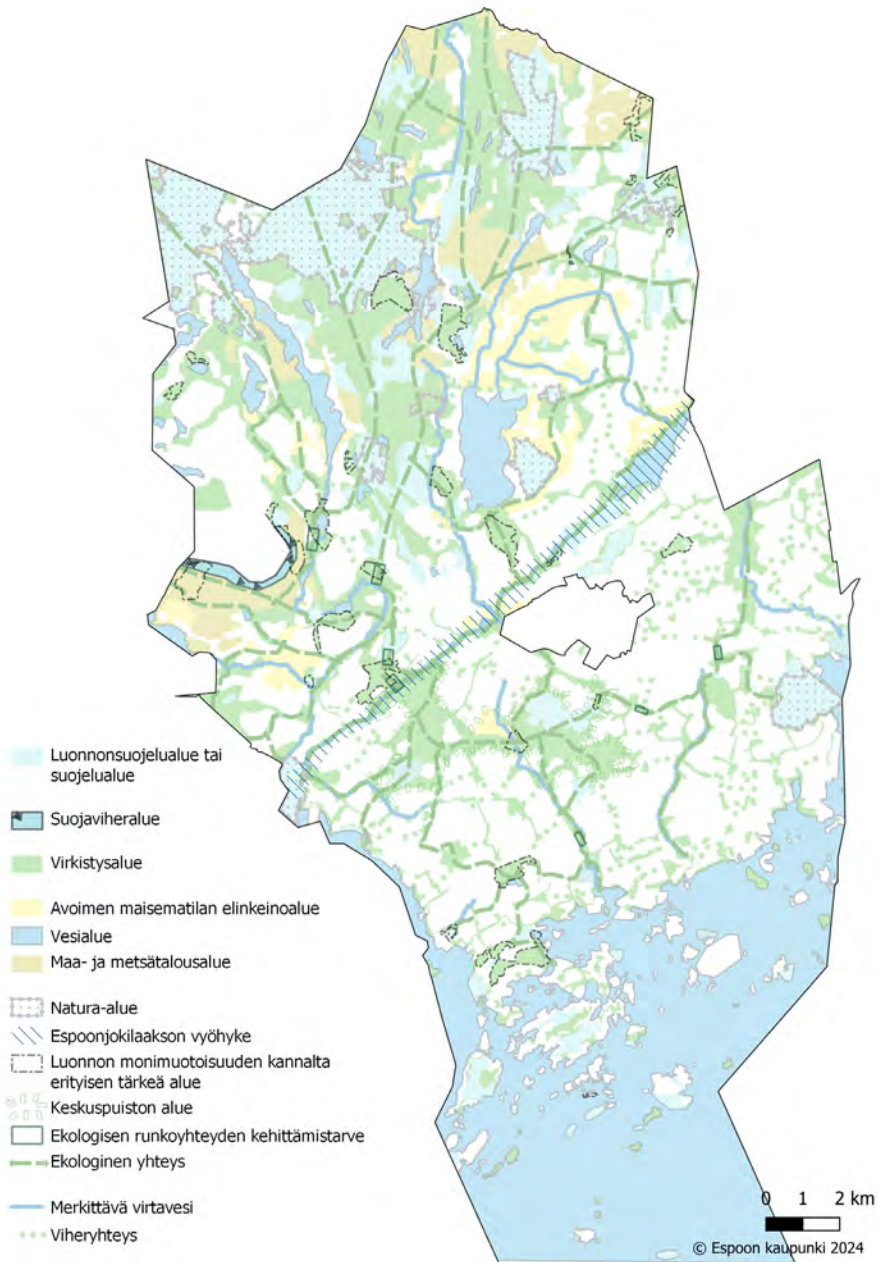 Luonnonsuojelualue tai
suojelualue
Suojaviheralue
Virkistysalue
Avoimen maisematilan elinkeinoalue
Vesialue
Maa- ja metsätalousalue
Natura-alue
Espoonjokilaakson vyöhyke
Luonnon monimuotoisuuden kannalta
erityisen tärkeä alue
Keskuspuiston alue
Ekologisen runkoyhteyden kehittämistarve
Ekologinen yhteys
Merkittävä virtavesi
Viheryhteys
0 1 2 km
© Espoon kaupunki 2024